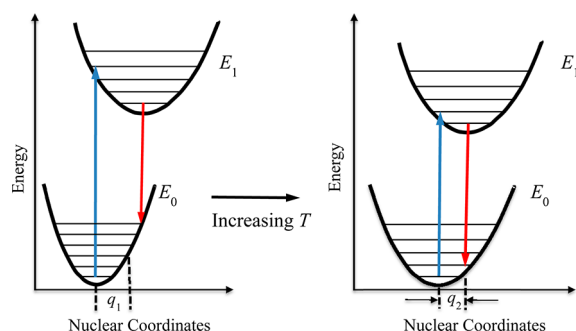 Energy
E1
E0
q1
Nuclear Coordinates
Increasing T
Energy
E1
E0
q2
Nuclear Coordinates